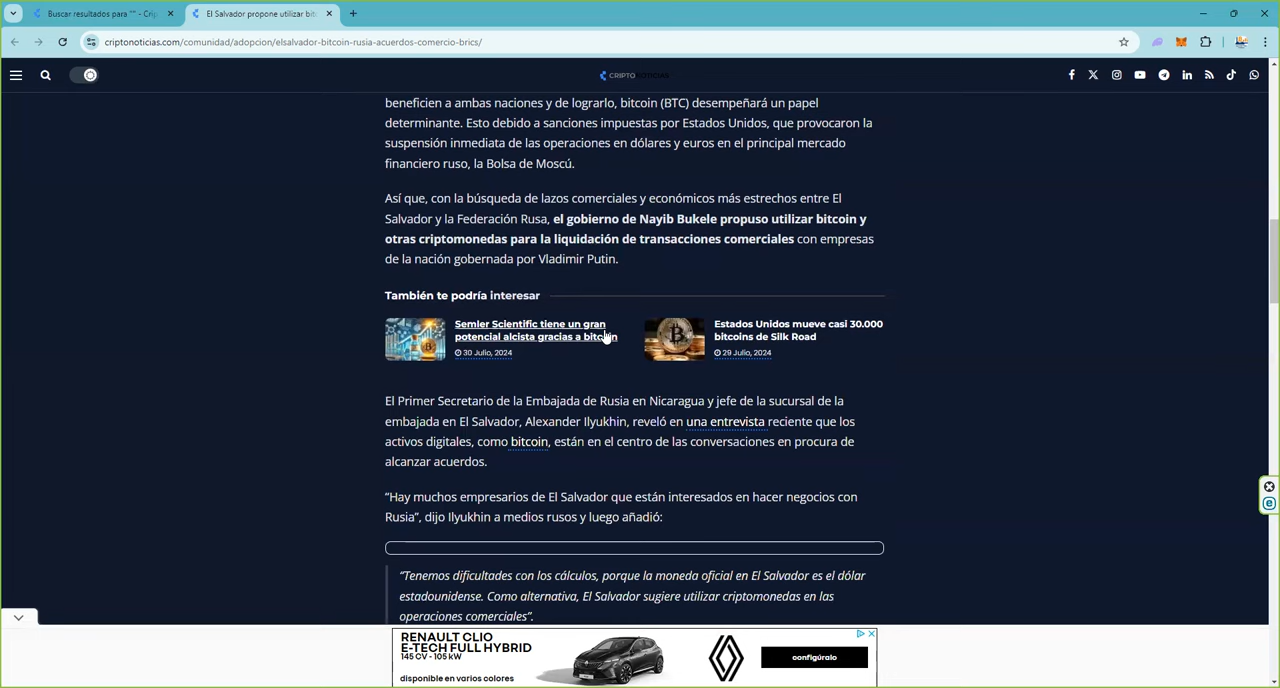 Buscar resultados para "" - Crip
El Salvador propone utilizar bit
criptonoticias.com/comunidad/adopcion/elsalvador-bitcoin-rusia-acuerdos-comercio-brics/
CRIPTONOTICIAS
beneficien a ambas naciones y de lograrlo, bitcoin (BTC) desempeñará un papel
determinante. Esto debido a sanciones impuestas por Estados Unidos, que provocaron la
suspensión inmediata de las operaciones en dólares y euros en el principal mercado
financiero ruso, la Bolsa de Moscú.
Así que, con la búsqueda de lazos comerciales y económicos más estrechos entre El
Salvador y la Federación Rusa, el gobierno de Nayib Bukele propuso utilizar bitcoin y
otras criptomonedas para la liquidación de transacciones comerciales con empresas
de la nación gobernada por Vladimir Putin.
También te podría interesar
Semler Scientific tiene un gran
potencial alcista gracias a bitcoin
30 Julio, 2024
Estados Unidos mueve casi 30.000
bitcoins de Silk Road
29 Julio, 2024
El Primer Secretario de la Embajada de Rusia en Nicaragua y jefe de la sucursal de la
embajada en El Salvador, Alexander Ilyukhin, reveló en una entrevista reciente que los
activos digitales, como bitcoin, están en el centro de las conversaciones en procura de
alcanzar acuerdos.
“Hay muchos empresarios de El Salvador que están interesados en hacer negocios con
Rusia”, dijo Ilyukhin a medios rusos y luego añadió:
“Tenemos dificultades con los cálculos, porque la moneda oficial en El Salvador es el dólar
estadounidense. Como alternativa, El Salvador sugiere utilizar criptomonedas en las
operaciones comerciales”.
RENAULT CLIO
E-TECH FULL HYBRID
145 CV - 105 kW
disponible en varios colores
configúralo